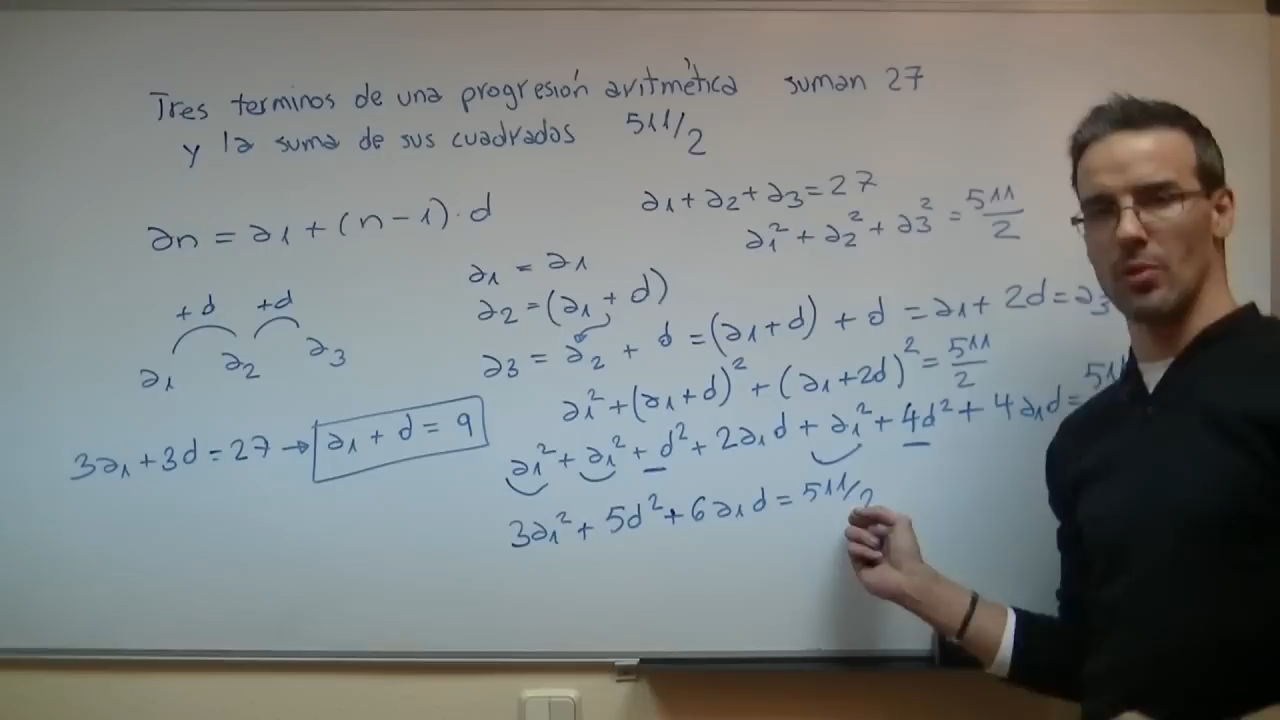 Tres terminos de una progresión aritmética suman 27
y la suma de sus cuadrados 511/2
an = a1 + (n-1)·d
a1 + a2 + a3 = 27
a1² + a2² + a3² = 511/2
+d +d
a1 a2 a3
a1 = a1
a2 = (a1 + d)
a3 = a2 + d = (a1 + d) + d = a1 + 2d = a3
a1² + (a1 + d)² + (a1 + 2d)² = 511/2
3a1 + 3d = 27 → a1 + d = 9
a1² + a1² + d² + 2a1d + a1² + 4d² + 4a1d = 511
3a1² + 5d² + 6a1d = 511/2